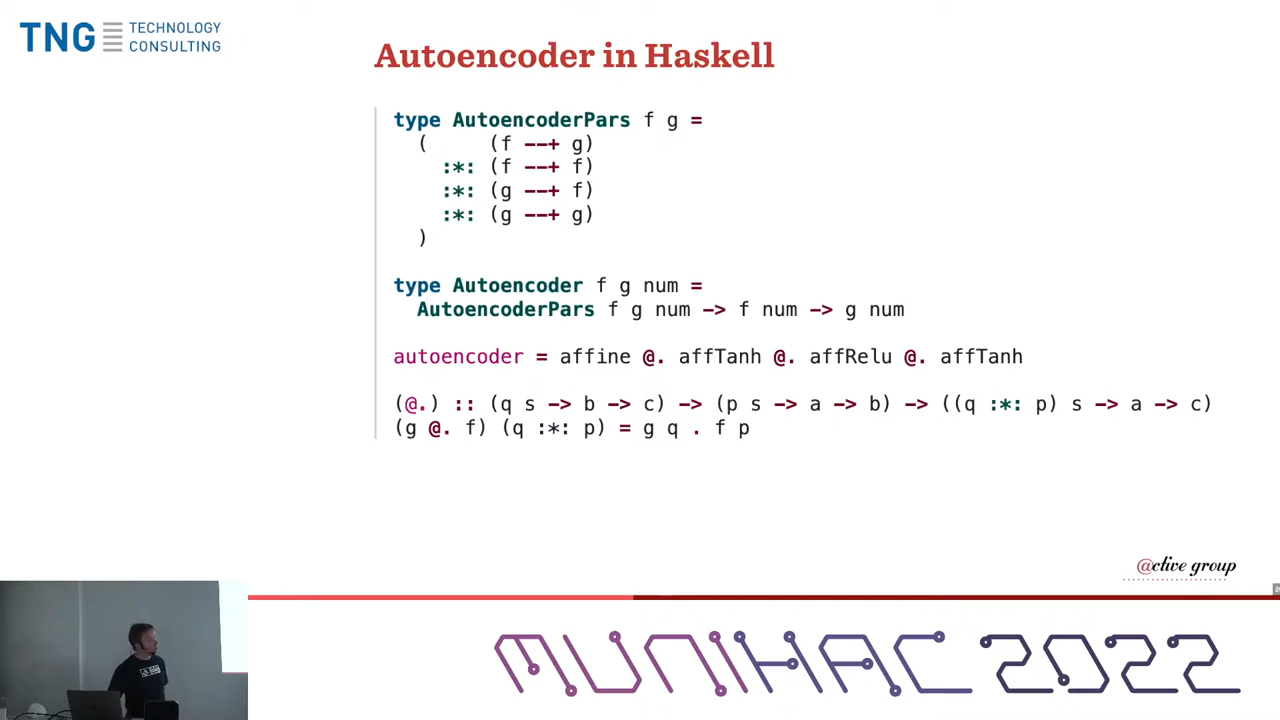 TNG TECHNOLOGY
CONSULTING
Autoencoder in Haskell
type AutoencoderPars f g =
(     (f --+ g)
:*: (f --+ f)
:*: (g --+ f)
:*: (g --+ g)
)
type Autoencoder f g num =
AutoencoderPars f g num -> f num -> g num
autoencoder = affine @. affTanh @. affRelu @. affTanh
(@.) :: (q s -> b -> c) -> (p s -> a -> b) -> ((q :*: p) s -> a -> c)
(g @. f) (q :*: p) = g q . f p
@ctive group
MUNIHAC 2022